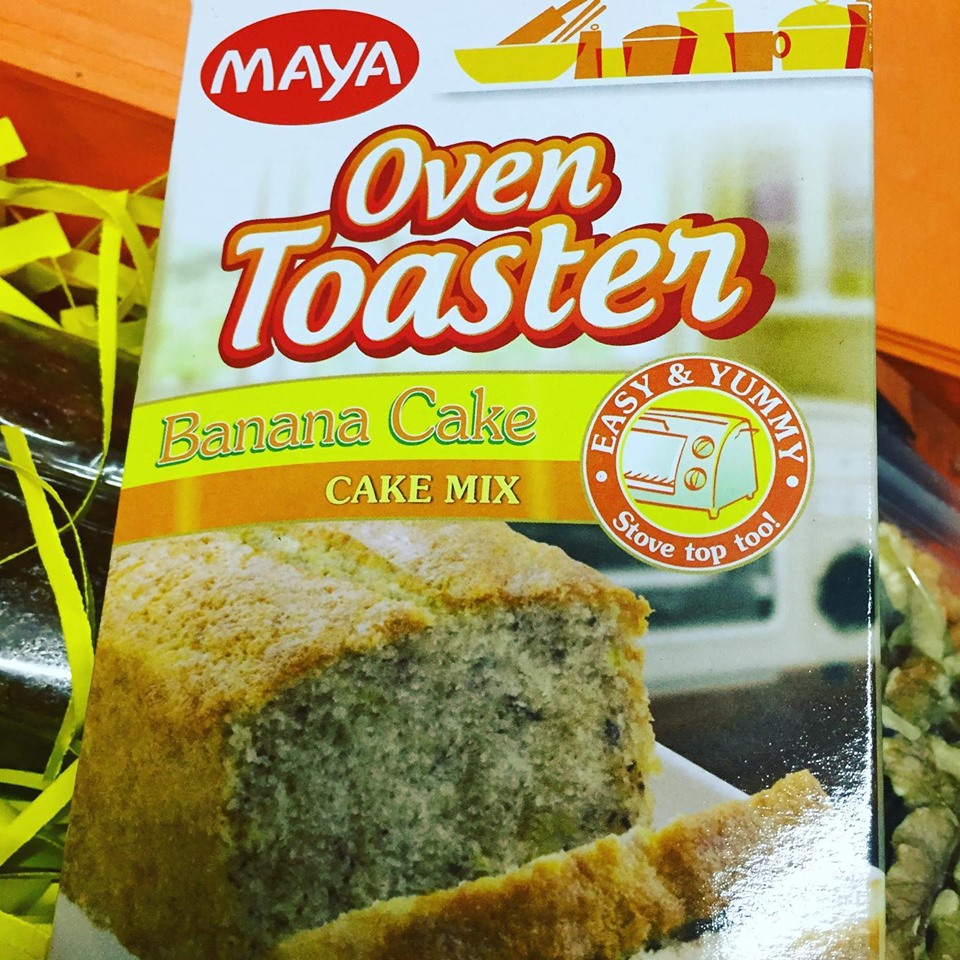 MAYA
Oven
Toaster
Banana Cake
CAKE MIX
• EASY & YUMMY •
Stove top too!